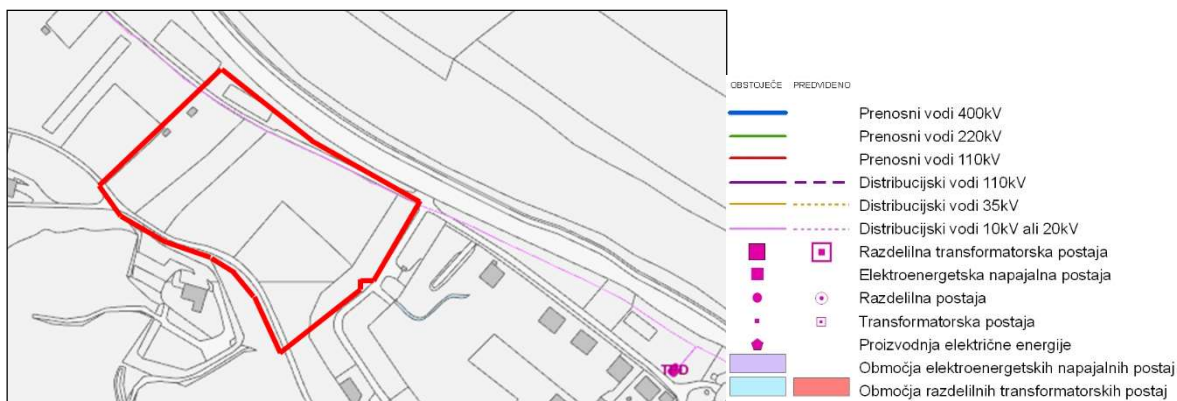 OBSTOJEČE PREDVIDENO
Prenosni vodi 400kV
Prenosni vodi 220kV
Prenosni vodi 110kV
Distribucijski vodi 110kV
Distribucijski vodi 35kV
Distribucijski vodi 10kV ali 20kV
Razdelilna transformatorska postaja
Elektroenergetska napajalna postaja
Razdelilna postaja
Transformatorska postaja
Proizvodnja električne energije
Območja elektroenergetskih napajalnih postaj
Območja razdelilnih transformatorskih postaj